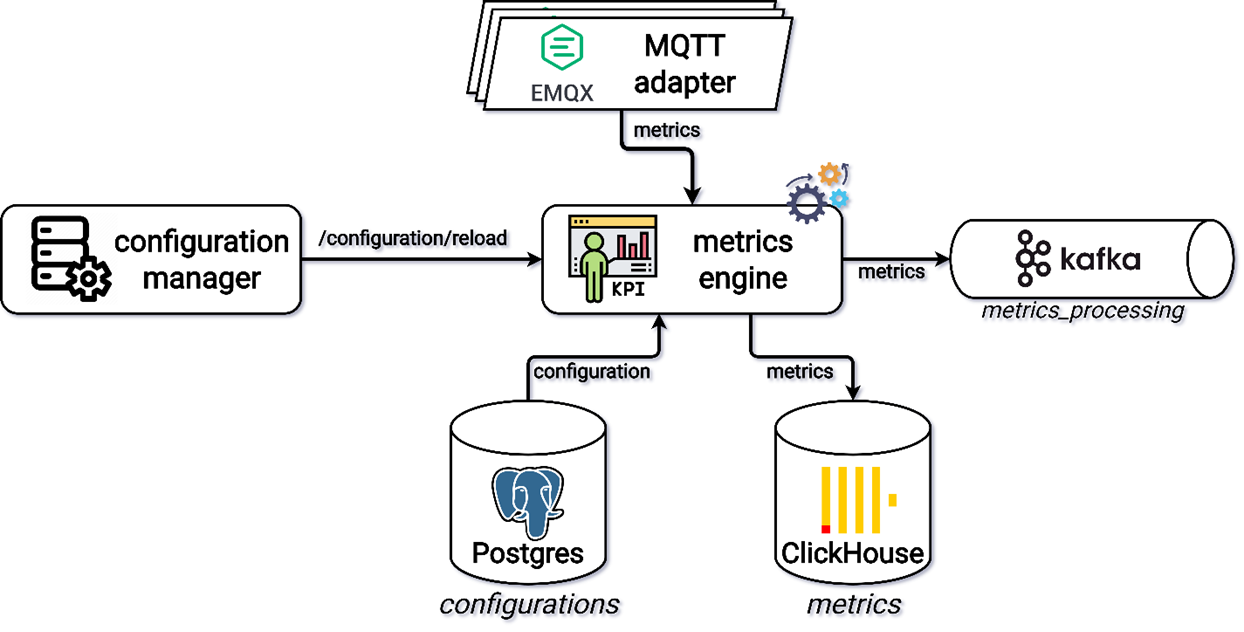 MQTT
adapter
EMQX
metrics
configuration
manager
/configuration/reload
metrics
engine
KPI
metrics
kafka
metrics_processing
configuration
metrics
Postgres
ClickHouse
configurations
metrics